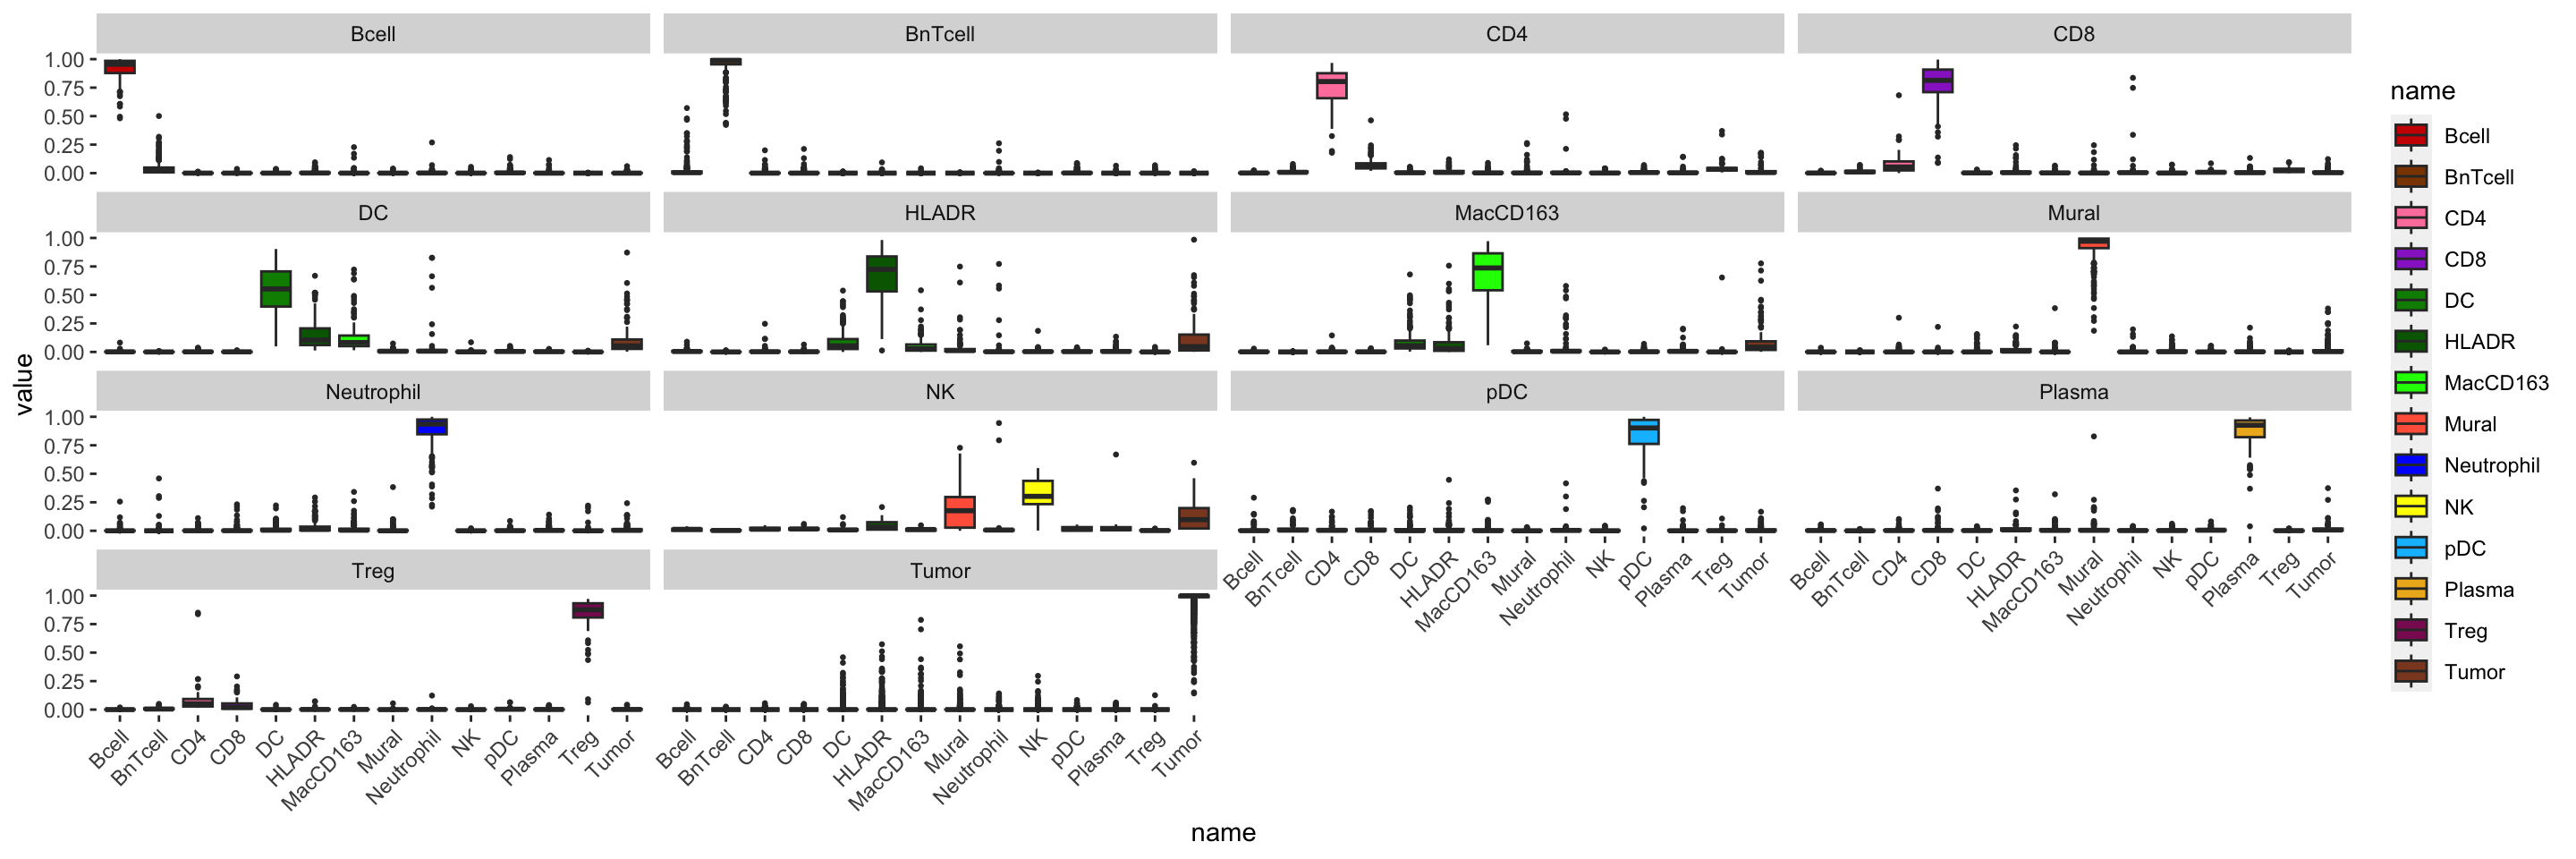 Bcell BnTcell CD4 CD8
1.00
0.75
0.50
0.25
0.00
DC HLADR MacCD163 Mural
1.00
0.75
0.50
0.25
0.00
Neutrophil NK pDC Plasma
1.00
0.75
0.50
0.25
0.00
Bcell BnTcell CD4 CD8 DC HLADR MacCD163 Mural Neutrophil NK pDC Plasma Treg Tumor
Bcell BnTcell CD4 CD8 DC HLADR MacCD163 Mural Neutrophil NK pDC Plasma Treg Tumor
Treg Tumor
1.00
0.75
0.50
0.25
0.00
Bcell BnTcell CD4 CD8 DC HLADR MacCD163 Mural Neutrophil NK pDC Plasma Treg Tumor
Bcell BnTcell CD4 CD8 DC HLADR MacCD163 Mural Neutrophil NK pDC Plasma Treg Tumor
value
name
name
Bcell
BnTcell
CD4
CD8
DC
HLADR
MacCD163
Mural
Neutrophil
NK
pDC
Plasma
Treg
Tumor